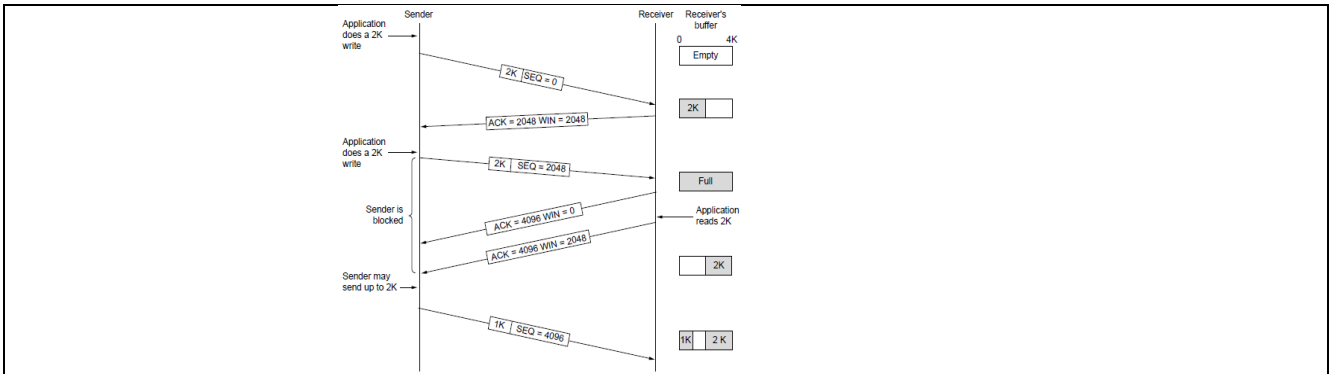 Sender
Receiver
Receiver's
buffer
Application
does a 2K
write
0 4K
Empty
2K SEQ = 0
2K
ACK = 2048 WIN = 2048
Application
does a 2K
write
2K SEQ = 2048
Full
Sender is
blocked
ACK = 4096 WIN = 0
Application
reads 2K
ACK = 4096 WIN = 2048
2K
Sender may
send up to 2K
1K SEQ = 4096
1K 2 K